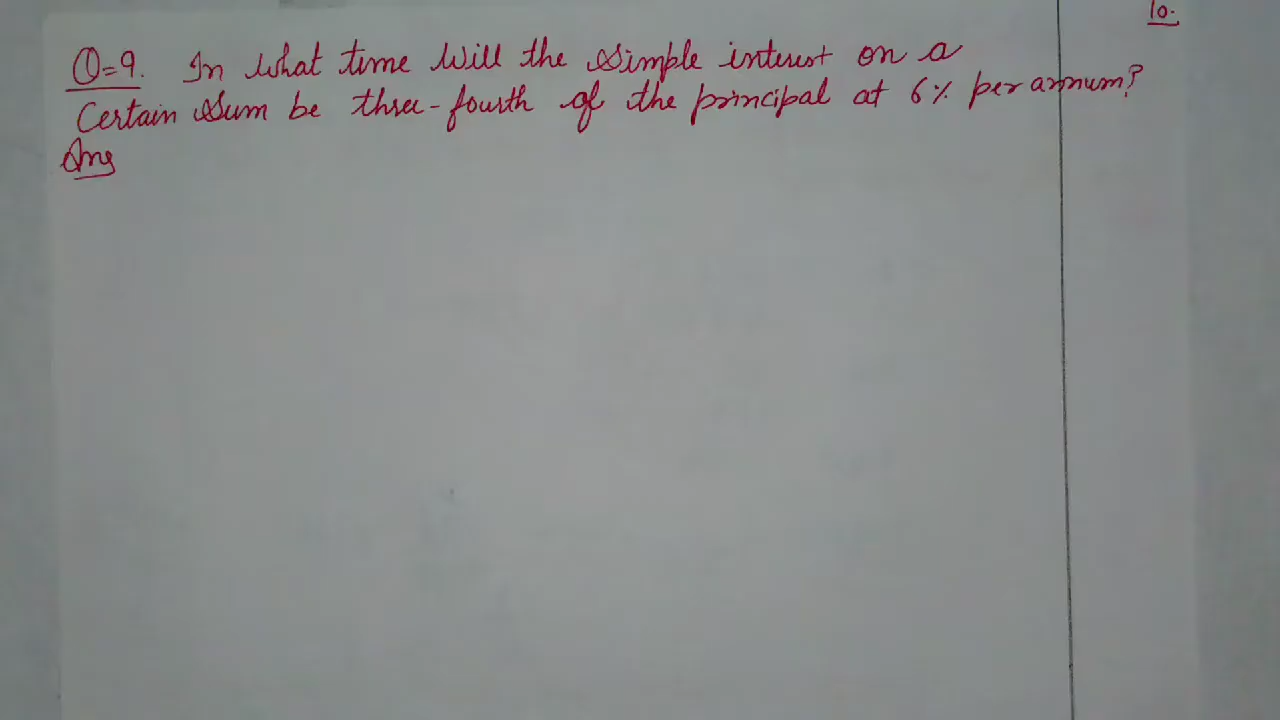 10.
Q=9. In what time will the simple interest on a
Certain Sum be three-fourth of the principal at 6% per annum?
Ans